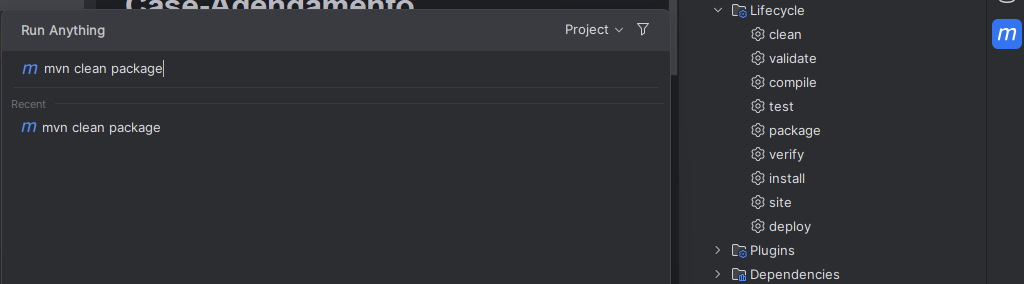 Case-Agendamento
Run Anything
Project
m mvn clean package
Recent
m mvn clean package
Lifecycle
clean
validate
compile
test
package
verify
install
site
deploy
Plugins
Dependencies
m